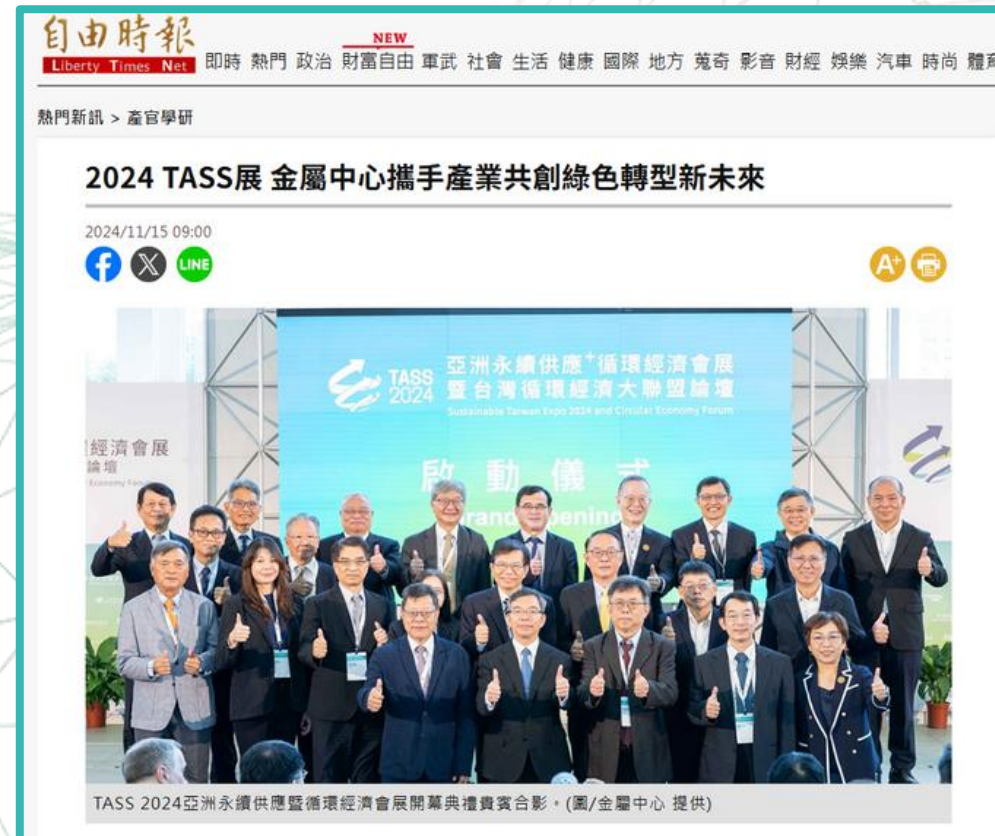 自由時報
Liberty Times Net
NEW
即時 熱門 政治 財富自由 軍武 社會 生活 健康 國際 地方 蒐奇 影音 財經 娛樂 汽車 時尚 體育
熱門新訊 > 產官學研
2024 TASS展 金屬中心攜手產業共創綠色轉型新未來
2024/11/15 09:00
LINE
A+
TASS 2024
亞洲永續供應+循環經濟會展
暨台灣循環經濟大聯盟論壇
Sustainable Taiwan Expo 2024 and Circular Economy Forum
經濟會展
論壇
Economy
啟動儀式
Grand Opening
TASS 2024亞洲永續供應暨循環經濟會展開幕典禮貴賓合影。(圖/金屬中心 提供)